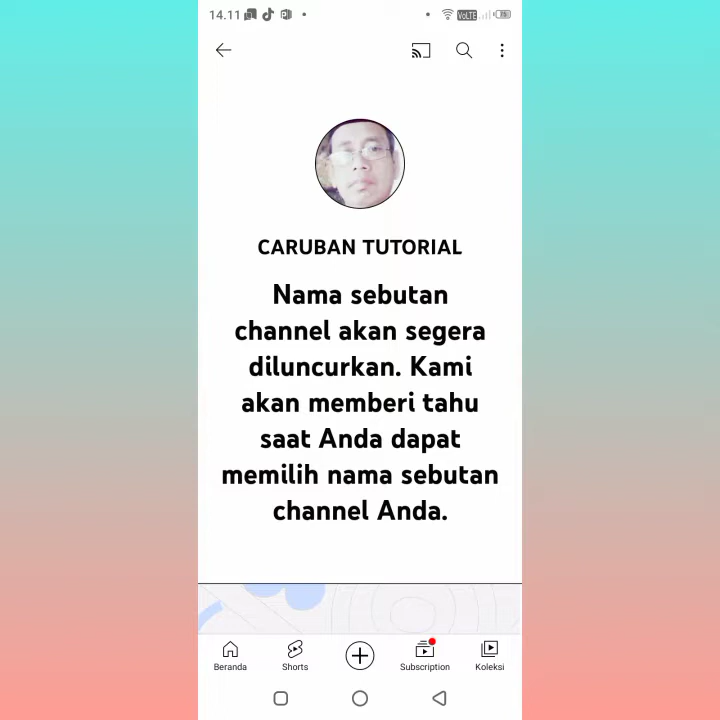 14.11
VoLTE
CARUBAN TUTORIAL
Nama sebutan
channel akan segera
diluncurkan. Kami
akan memberi tahu
saat Anda dapat
memilih nama sebutan
channel Anda.
Beranda
Shorts
Subscription
Koleksi